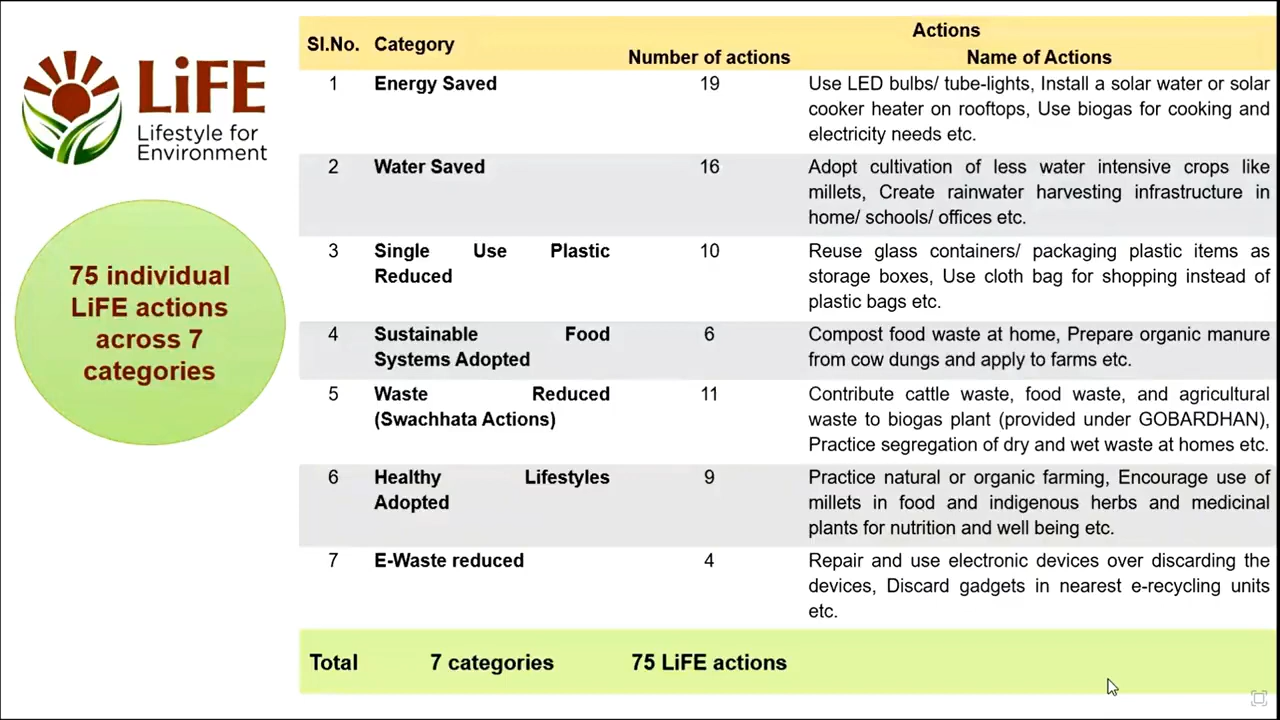 LiFE
Lifestyle for
Environment
75 individual
LiFE actions
across 7
categories
Sl.No. Category Actions
Number of actions Name of Actions
1 Energy Saved 19 Use LED bulbs/ tube-lights, Install a solar water or solar
cooker heater on rooftops, Use biogas for cooking and
electricity needs etc.
2 Water Saved 16 Adopt cultivation of less water intensive crops like
millets, Create rainwater harvesting infrastructure in
home/ schools/ offices etc.
3 Single Use Plastic 10 Reuse glass containers/ packaging plastic items as
Reduced storage boxes, Use cloth bag for shopping instead of
plastic bags etc.
4 Sustainable Food 6 Compost food waste at home, Prepare organic manure
Systems Adopted from cow dungs and apply to farms etc.
5 Waste Reduced 11 Contribute cattle waste, food waste, and agricultural
(Swachhata Actions) waste to biogas plant (provided under GOBARDHAN),
Practice segregation of dry and wet waste at homes etc.
6 Healthy Lifestyles 9 Practice natural or organic farming, Encourage use of
Adopted millets in food and indigenous herbs and medicinal
plants for nutrition and well being etc.
7 E-Waste reduced 4 Repair and use electronic devices over discarding the
devices, Discard gadgets in nearest e-recycling units
etc.
Total 7 categories 75 LiFE actions